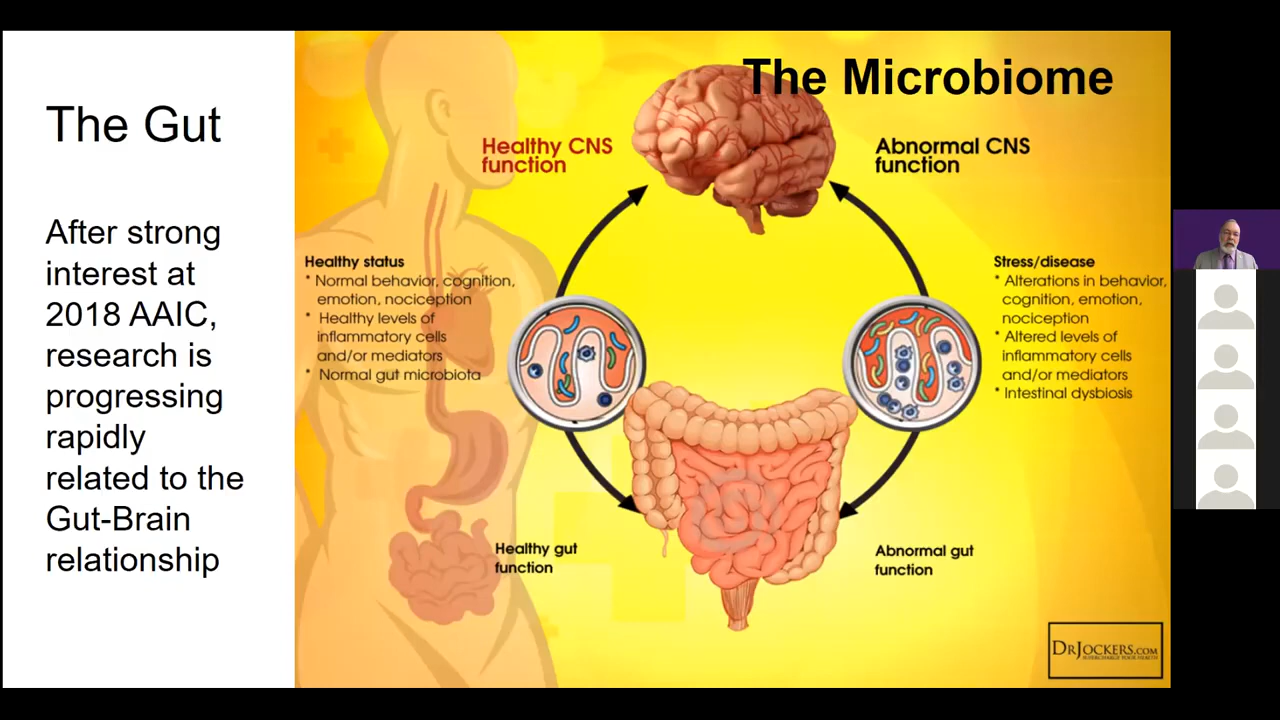 The Gut
After strong
interest at
2018 AAIC,
research is
progressing
rapidly
related to the
Gut-Brain
relationship
The Microbiome
Healthy CNS
function
Abnormal CNS
function
Healthy status
* Normal behavior, cognition,
emotion, nociception
* Healthy levels of
inflammatory cells
and/or mediators
* Normal gut microbiota
Stress/disease
* Alterations in behavior,
cognition, emotion,
nociception
* Altered levels of
inflammatory cells
and/or mediators
* Intestinal dysbiosis
Healthy gut
function
Abnormal gut
function
DRJOCKERS.COM
SUPERCHARGE YOUR HEALTH